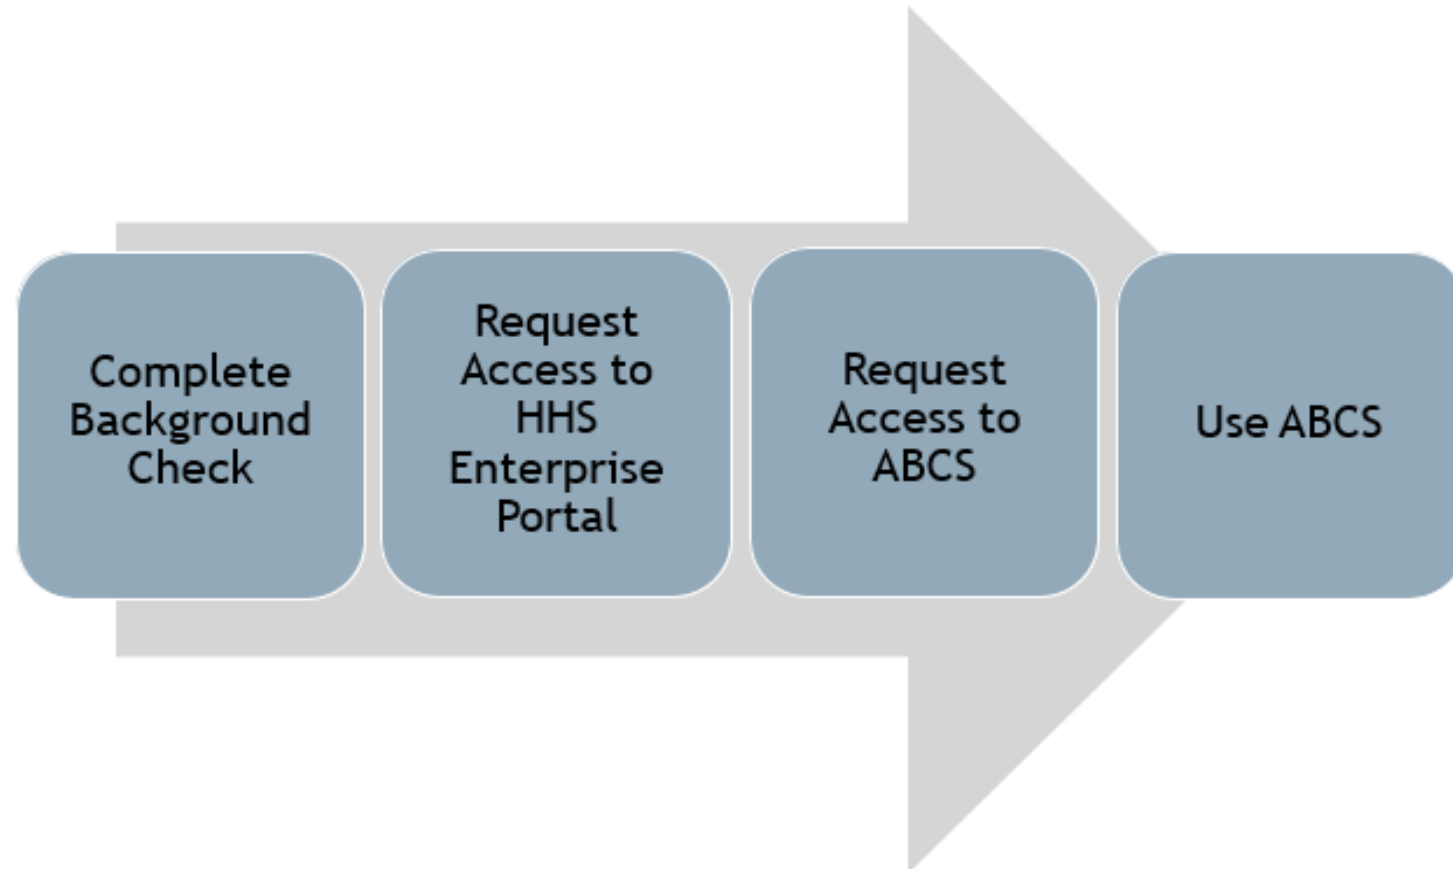 Complete
Background
Check
Request
Access to
HHS
Enterprise
Portal
Request
Access to
ABCS
Use ABCS